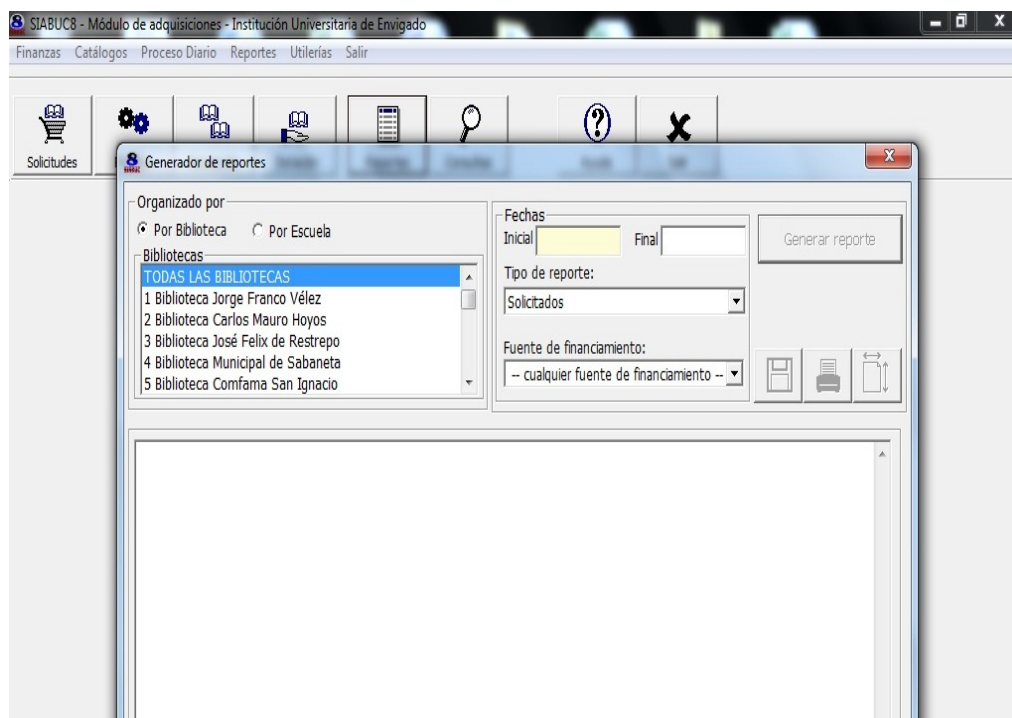 SIABUC8 - Módulo de adquisiciones - Institución Universitaria de Envigado
Finanzas Catálogos Proceso Diario Reportes Utilerías Salir
Solicitudes
Generador de reportes
Organizado por
Por Biblioteca Por Escuela
Bibliotecas
TODAS LAS BIBLIOTECAS
1 Biblioteca Jorge Franco Vélez
2 Biblioteca Carlos Mauro Hoyos
3 Biblioteca José Felix de Restrepo
4 Biblioteca Municipal de Sabaneta
5 Biblioteca Comfama San Ignacio
Fechas
Inicial Final
Tipo de reporte:
Solicitados
Fuente de financiamiento:
-- cualquier fuente de financiamiento --
Generar reporte